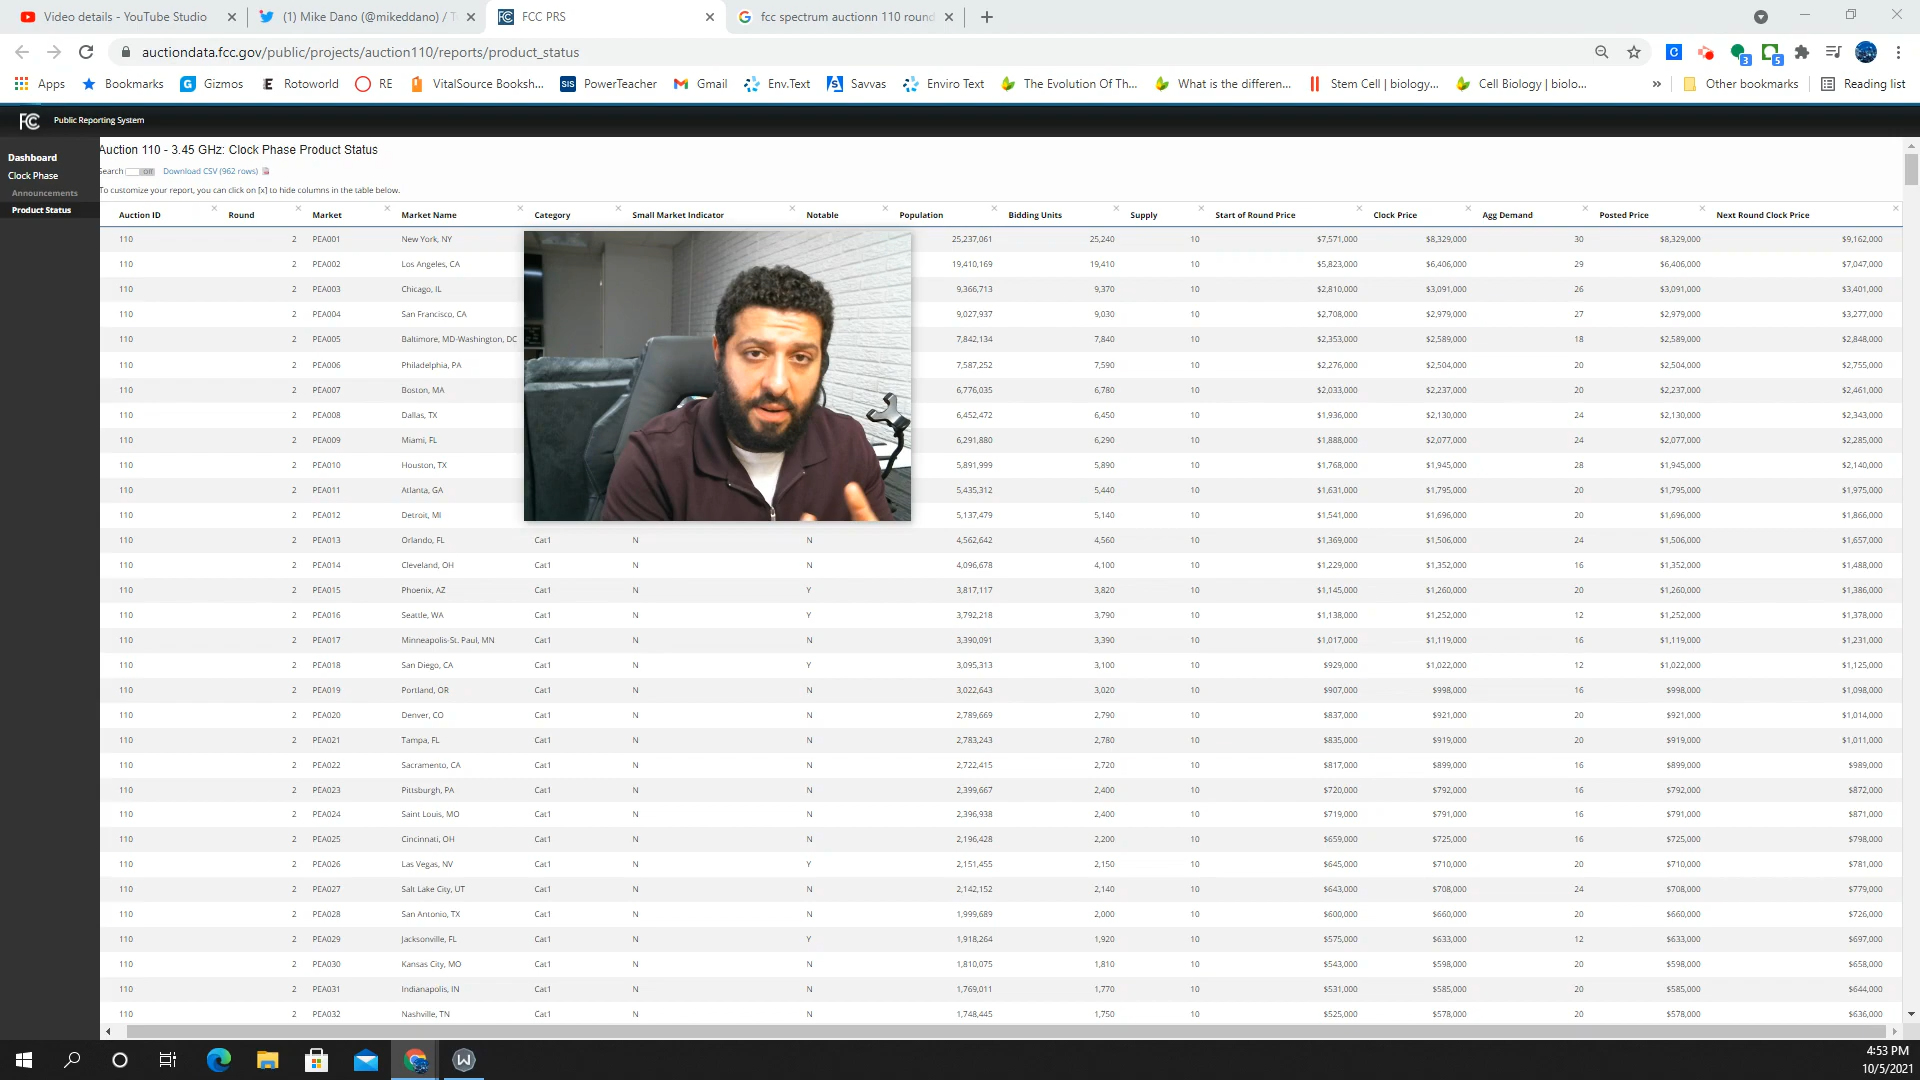 Video details - YouTube Studio
(1) Mike Dano (@mikeddano) / T
FCC PRS
fcc spectrum auctionn 110 round
auctiondata.fcc.gov/public/projects/auction110/reports/product_status
Apps Bookmarks Gizmos Rotoworld RE VitalSource Booksh... PowerTeacher Gmail Env.Text Savvas Enviro Text The Evolution Of Th... What is the differen... Stem Cell | biology,... Cell Biology | biolo... » Other bookmarks Reading list
FC Public Reporting System
Dashboard
Clock Phase
Announcements
Product Status
Auction 110 - 3.45 GHz: Clock Phase Product Status
Search Off Download CSV (962 rows)
To customize your report, you can click on [x] to hide columns in the table below.
Auction ID Round Market Market Name Category Small Market Indicator Notable Population Bidding Units Supply Start of Round Price Clock Price Agg Demand Posted Price Next Round Clock Price
110 2 PEA001 New York, NY 25,237,061 25,240 10 $7,571,000 $8,329,000 30 $8,329,000 $9,162,000
110 2 PEA002 Los Angeles, CA 19,410,169 19,410 10 $5,823,000 $6,406,000 29 $6,406,000 $7,047,000
110 2 PEA003 Chicago, IL 9,366,713 9,370 10 $2,810,000 $3,091,000 26 $3,091,000 $3,401,000
110 2 PEA004 San Francisco, CA 9,027,937 9,030 10 $2,708,000 $2,979,000 27 $2,979,000 $3,277,000
110 2 PEA005 Baltimore, MD-Washington, DC 7,842,134 7,840 10 $2,353,000 $2,589,000 18 $2,589,000 $2,848,000
110 2 PEA006 Philadelphia, PA 7,587,252 7,590 10 $2,276,000 $2,504,000 20 $2,504,000 $2,755,000
110 2 PEA007 Boston, MA 6,776,035 6,780 10 $2,033,000 $2,237,000 20 $2,237,000 $2,461,000
110 2 PEA008 Dallas, TX 6,452,472 6,450 10 $1,936,000 $2,130,000 24 $2,130,000 $2,343,000
110 2 PEA009 Miami, FL 6,291,880 6,290 10 $1,888,000 $2,077,000 24 $2,077,000 $2,285,000
110 2 PEA010 Houston, TX 5,891,999 5,890 10 $1,768,000 $1,945,000 28 $1,945,000 $2,140,000
110 2 PEA011 Atlanta, GA 5,435,312 5,440 10 $1,631,000 $1,795,000 20 $1,795,000 $1,975,000
110 2 PEA012 Detroit, MI 5,137,479 5,140 10 $1,541,000 $1,696,000 20 $1,696,000 $1,866,000
110 2 PEA013 Orlando, FL Cat1 N N 4,562,642 4,560 10 $1,369,000 $1,506,000 24 $1,506,000 $1,657,000
110 2 PEA014 Cleveland, OH Cat1 N N 4,096,678 4,100 10 $1,229,000 $1,352,000 16 $1,352,000 $1,488,000
110 2 PEA015 Phoenix, AZ Cat1 N Y 3,817,117 3,820 10 $1,145,000 $1,260,000 20 $1,260,000 $1,386,000
110 2 PEA016 Seattle, WA Cat1 N Y 3,792,218 3,790 10 $1,138,000 $1,252,000 12 $1,252,000 $1,378,000
110 2 PEA017 Minneapolis-St. Paul, MN Cat1 N N 3,390,091 3,390 10 $1,017,000 $1,119,000 16 $1,119,000 $1,231,000
110 2 PEA018 San Diego, CA Cat1 N Y 3,095,313 3,100 10 $929,000 $1,022,000 12 $1,022,000 $1,125,000
110 2 PEA019 Portland, OR Cat1 N N 3,022,643 3,020 10 $907,000 $998,000 16 $998,000 $1,098,000
110 2 PEA020 Denver, CO Cat1 N N 2,789,669 2,790 10 $837,000 $921,000 20 $921,000 $1,014,000
110 2 PEA021 Tampa, FL Cat1 N N 2,783,243 2,780 10 $835,000 $919,000 20 $919,000 $1,011,000
110 2 PEA022 Sacramento, CA Cat1 N N 2,722,415 2,720 10 $817,000 $899,000 16 $899,000 $989,000
110 2 PEA023 Pittsburgh, PA Cat1 N N 2,399,667 2,400 10 $720,000 $792,000 16 $792,000 $872,000
110 2 PEA024 Saint Louis, MO Cat1 N N 2,396,938 2,400 10 $719,000 $791,000 16 $791,000 $871,000
110 2 PEA025 Cincinnati, OH Cat1 N N 2,196,428 2,200 10 $659,000 $725,000 16 $725,000 $798,000
110 2 PEA026 Las Vegas, NV Cat1 N Y 2,151,455 2,150 10 $645,000 $710,000 20 $710,000 $781,000
110 2 PEA027 Salt Lake City, UT Cat1 N N 2,142,152 2,140 10 $643,000 $708,000 24 $708,000 $779,000
110 2 PEA028 San Antonio, TX Cat1 N N 1,999,689 2,000 10 $600,000 $660,000 20 $660,000 $726,000
110 2 PEA029 Jacksonville, FL Cat1 N Y 1,918,264 1,920 10 $575,000 $633,000 12 $633,000 $697,000
110 2 PEA030 Kansas City, MO Cat1 N N 1,810,075 1,810 10 $543,000 $598,000 20 $598,000 $658,000
110 2 PEA031 Indianapolis, IN Cat1 N N 1,769,011 1,770 10 $531,000 $585,000 20 $585,000 $644,000
110 2 PEA032 Nashville, TN Cat1 N N 1,748,445 1,750 10 $525,000 $578,000 20 $578,000 $636,000
4:53 PM
10/5/2021